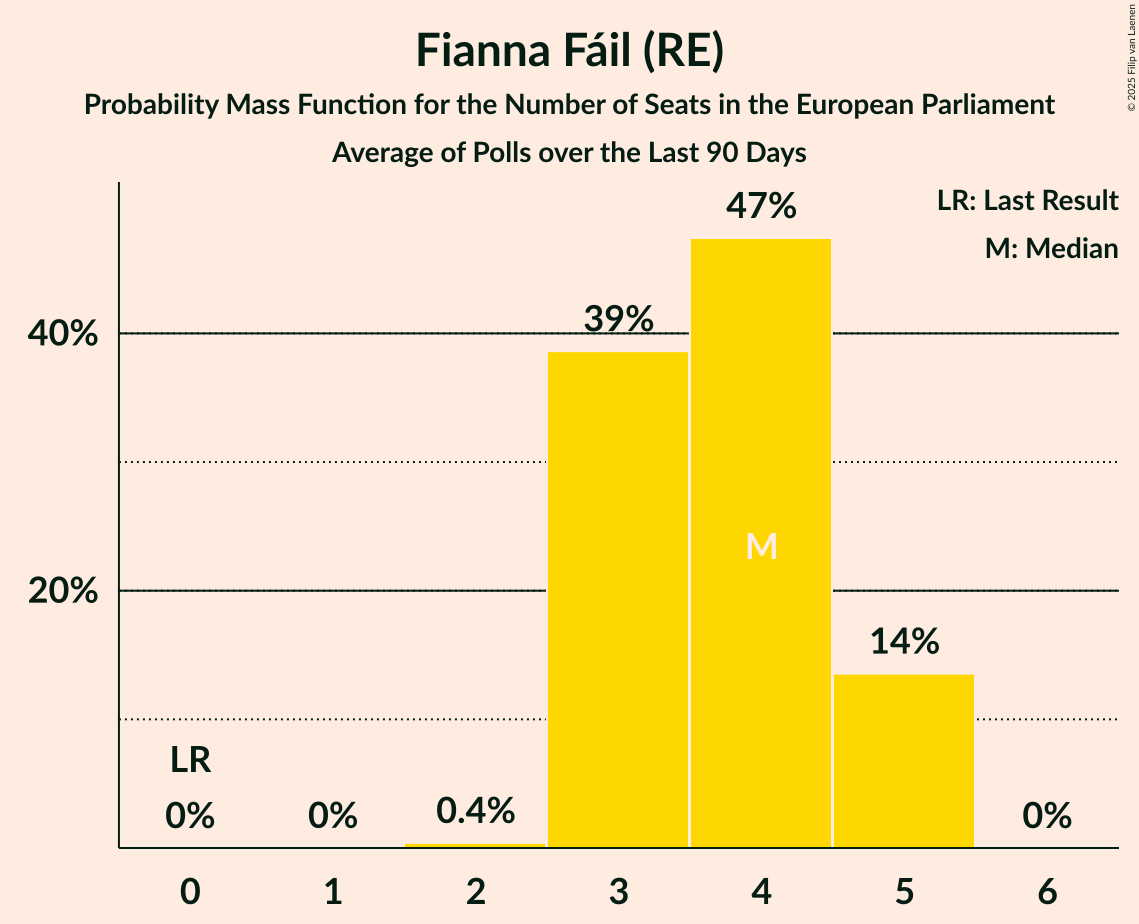 Fianna Fáil (RE)
Probability Mass Function for the Number of Seats in the European Parliament
Average of Polls over the Last 90 Days
© 2025 Filip van Laenen
LR: Last Result
M: Median
47%
39%
40%
M
20%
14%
LR
0%
0%
0.4%
0%
0
1
2
3
4
5
6